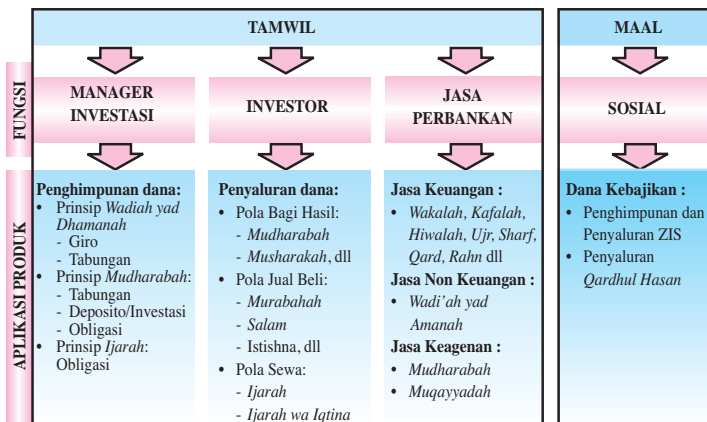 TAMWIL
MAAL
FUNGSI
MANAGER
INVESTASI
INVESTOR
JASA
PERBANKAN
SOSIAL
APLIKASI PRODUK
Penghimpunan dana:
• Prinsip Wadiah yad
Dhamanah
- Giro
- Tabungan
• Prinsip Mudharabah:
- Tabungan
- Deposito/Investasi
- Obligasi
• Prinsip Ijarah:
Obligasi
Penyaluran dana:
• Pola Bagi Hasil:
- Mudharabah
- Musharakah, dll
• Pola Jual Beli:
- Murabahah
- Salam
- Istishna, dll
• Pola Sewa:
- Ijarah
- Ijarah wa Iqtina
Jasa Keuangan :
• Wakalah, Kafalah,
Hiwalah, Ujr, Sharf,
Qard, Rahn dll
Jasa Non Keuangan :
• Wadi'ah yad
Amanah
Jasa Keagenan :
• Mudharabah
• Muqayyadah
Dana Kebajikan :
• Penghimpunan dan
Penyaluran ZIS
• Penyaluran
Qardhul Hasan